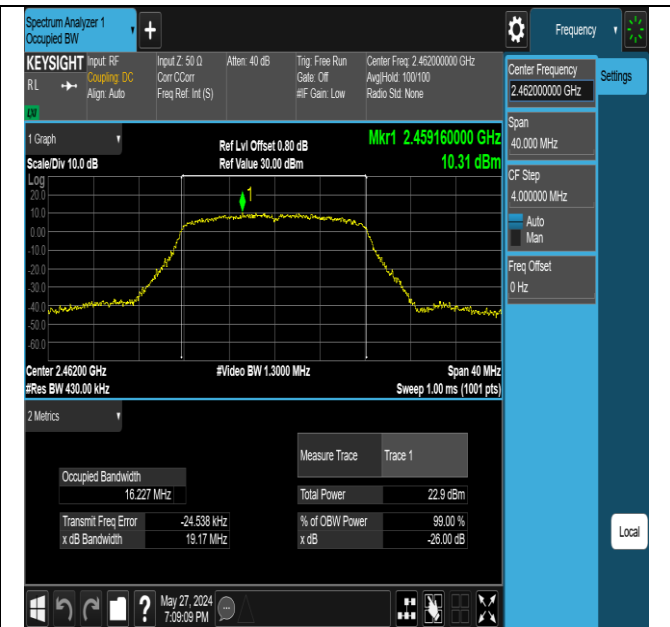 Spectrum Analyzer 1
Occupied BW
Frequency
KEYSIGHT
RL
LXI
Input: RF
Coupling: DC
Align: Auto
Input Z: 50 Ω
Corr CCorr
Freq Ref: Int (S)
Atten: 40 dB
Trig: Free Run
Gate: Off
#IF Gain: Low
Center Freq: 2.462000000 GHz
Avg|Hold: 100/100
Radio Std: None
Center Frequency
2.462000000 GHz
Settings
Span
40.000 MHz
CF Step
4.000000 MHz
Auto
Man
Freq Offset
0 Hz
1 Graph
Scale/Div 10.0 dB
Ref Lvl Offset 0.80 dB
Ref Value 30.00 dBm
Mkr1 2.459160000 GHz
10.31 dBm
Log
20.0
10.0
0.00
-10.0
-20.0
-30.0
-40.0
-50.0
-60.0
1
Center 2.46200 GHz
#Res BW 430.00 kHz
#Video BW 1.3000 MHz
Span 40 MHz
Sweep 1.00 ms (1001 pts)
2 Metrics
Occupied Bandwidth
16.227 MHz
Transmit Freq Error -24.538 kHz
x dB Bandwidth 19.17 MHz
Measure Trace Trace 1
Total Power 22.9 dBm
% of OBW Power 99.00 %
x dB -26.00 dB
Local
May 27, 2024
7:09:09 PM